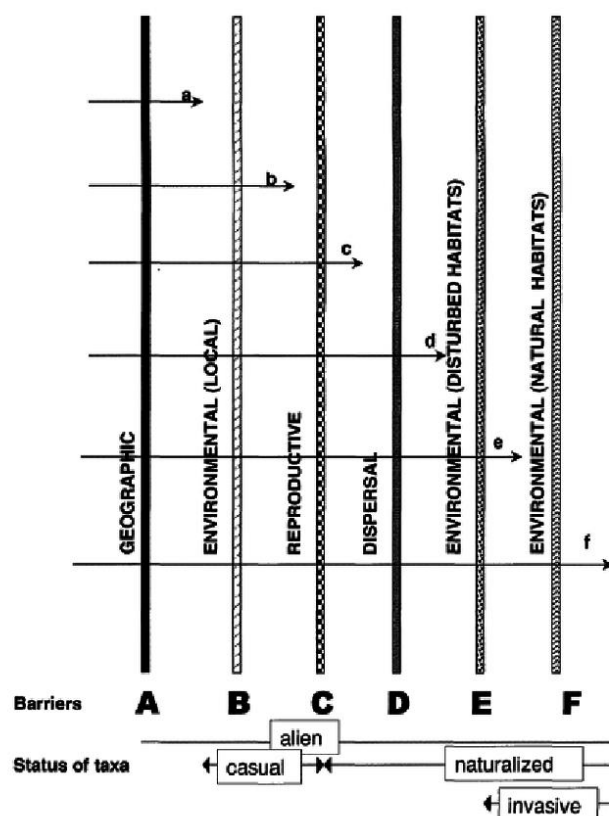 a
b
c
d
e
f
GEOGRAPHIC
ENVIRONMENTAL (LOCAL)
REPRODUCTIVE
DISPERSAL
ENVIRONMENTAL (DISTURBED HABITATS)
ENVIRONMENTAL (NATURAL HABITATS)
Barriers A B C D E F
alien
Status of taxa casual naturalized
invasive